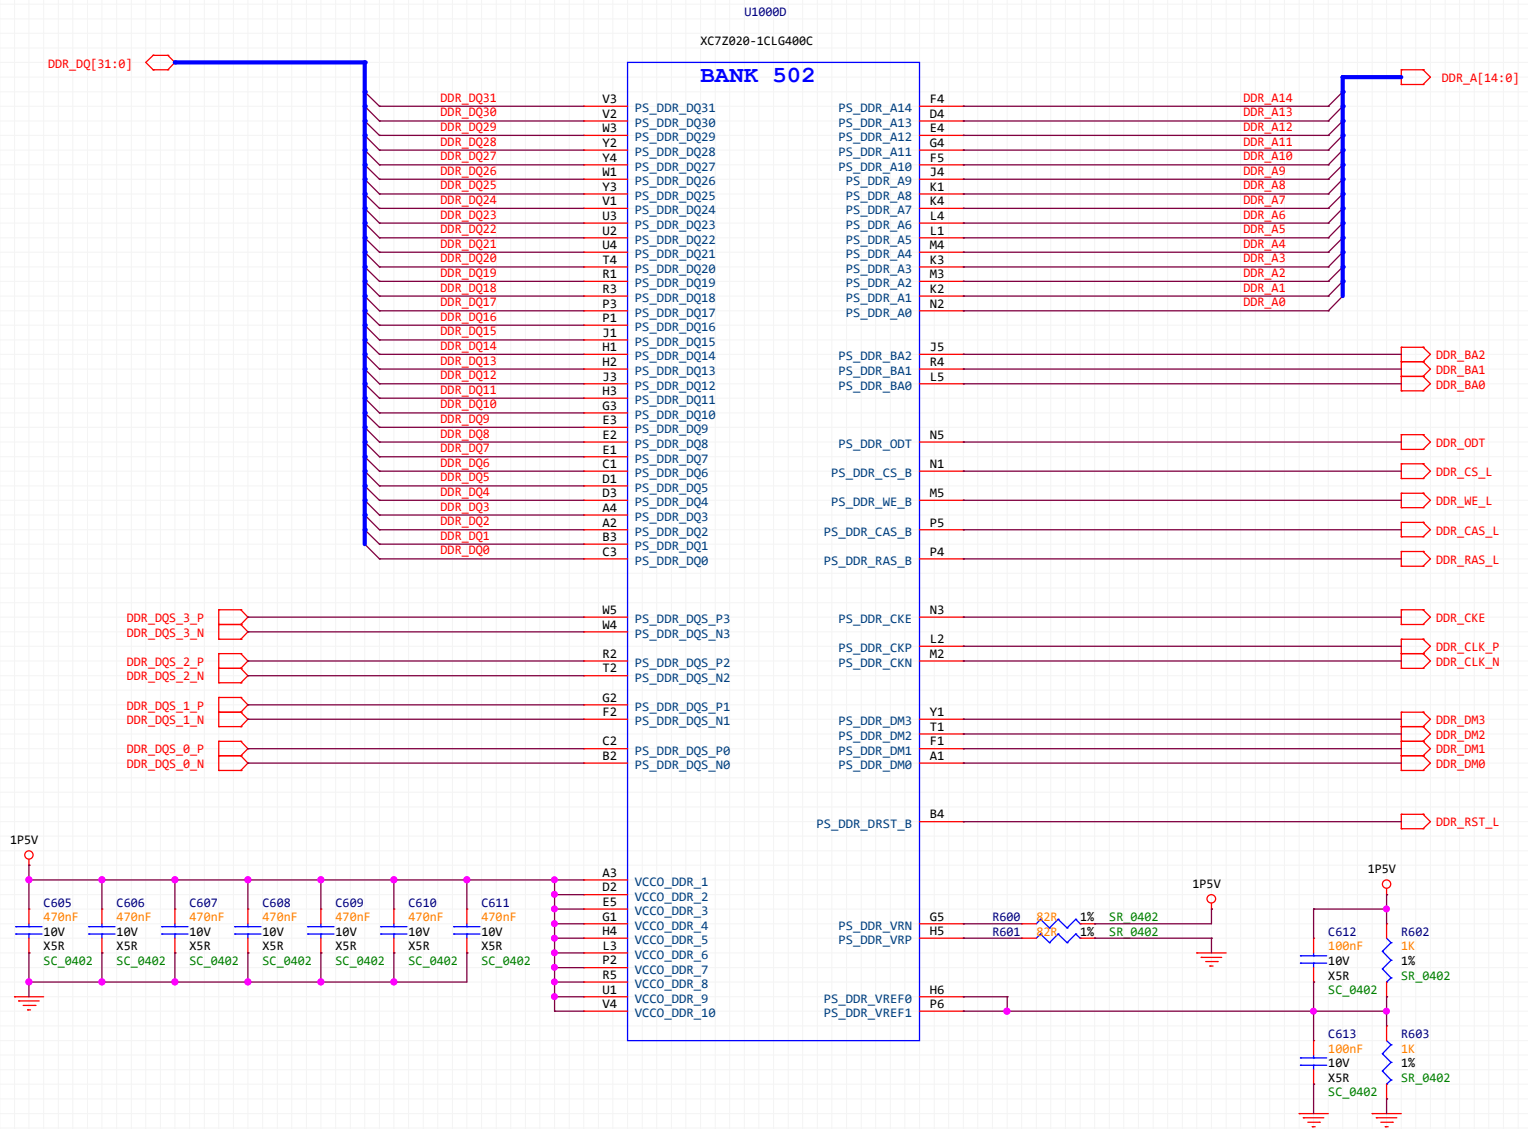 U1000D
XC7Z020-1CLG400C
BANK 502
DDR_DQ[31:0]
DDR_A[14:0]
DDR_DQ31 V3 PS_DDR_DQ31
DDR_DQ30 V2 PS_DDR_DQ30
DDR_DQ29 W3 PS_DDR_DQ29
DDR_DQ28 Y2 PS_DDR_DQ28
DDR_DQ27 Y4 PS_DDR_DQ27
DDR_DQ26 W1 PS_DDR_DQ26
DDR_DQ25 Y3 PS_DDR_DQ25
DDR_DQ24 V1 PS_DDR_DQ24
DDR_DQ23 U3 PS_DDR_DQ23
DDR_DQ22 U2 PS_DDR_DQ22
DDR_DQ21 U4 PS_DDR_DQ21
DDR_DQ20 T4 PS_DDR_DQ20
DDR_DQ19 R1 PS_DDR_DQ19
DDR_DQ18 R3 PS_DDR_DQ18
DDR_DQ17 P3 PS_DDR_DQ17
DDR_DQ16 P1 PS_DDR_DQ16
DDR_DQ15 J1 PS_DDR_DQ15
DDR_DQ14 H1 PS_DDR_DQ14
DDR_DQ13 H2 PS_DDR_DQ13
DDR_DQ12 J3 PS_DDR_DQ12
DDR_DQ11 H3 PS_DDR_DQ11
DDR_DQ10 G3 PS_DDR_DQ10
DDR_DQ9 E3 PS_DDR_DQ9
DDR_DQ8 E2 PS_DDR_DQ8
DDR_DQ7 E1 PS_DDR_DQ7
DDR_DQ6 C1 PS_DDR_DQ6
DDR_DQ5 D1 PS_DDR_DQ5
DDR_DQ4 D3 PS_DDR_DQ4
DDR_DQ3 A4 PS_DDR_DQ3
DDR_DQ2 A2 PS_DDR_DQ2
DDR_DQ1 B3 PS_DDR_DQ1
DDR_DQ0 C3 PS_DDR_DQ0
DDR_DQS_3_P W5 PS_DDR_DQS_P3
DDR_DQS_3_N W4 PS_DDR_DQS_N3
DDR_DQS_2_P R2 PS_DDR_DQS_P2
DDR_DQS_2_N T2 PS_DDR_DQS_N2
DDR_DQS_1_P G2 PS_DDR_DQS_P1
DDR_DQS_1_N F2 PS_DDR_DQS_N1
DDR_DQS_0_P C2 PS_DDR_DQS_P0
DDR_DQS_0_N B2 PS_DDR_DQS_N0
PS_DDR_A14 F4 DDR_A14
PS_DDR_A13 D4 DDR_A13
PS_DDR_A12 E4 DDR_A12
PS_DDR_A11 G4 DDR_A11
PS_DDR_A10 F5 DDR_A10
PS_DDR_A9 J4 DDR_A9
PS_DDR_A8 K1 DDR_A8
PS_DDR_A7 K4 DDR_A7
PS_DDR_A6 L4 DDR_A6
PS_DDR_A5 L1 DDR_A5
PS_DDR_A4 M4 DDR_A4
PS_DDR_A3 K3 DDR_A3
PS_DDR_A2 M3 DDR_A2
PS_DDR_A1 K2 DDR_A1
PS_DDR_A0 N2 DDR_A0
PS_DDR_BA2 J5 DDR_BA2
PS_DDR_BA1 R4 DDR_BA1
PS_DDR_BA0 L5 DDR_BA0
PS_DDR_ODT N5 DDR_ODT
PS_DDR_CS_B N1 DDR_CS_L
PS_DDR_WE_B M5 DDR_WE_L
PS_DDR_CAS_B P5 DDR_CAS_L
PS_DDR_RAS_B P4 DDR_RAS_L
PS_DDR_CKE N3 DDR_CKE
PS_DDR_CKP L2 DDR_CLK_P
PS_DDR_CKN M2 DDR_CLK_N
PS_DDR_DM3 Y1 DDR_DM3
PS_DDR_DM2 T1 DDR_DM2
PS_DDR_DM1 F1 DDR_DM1
PS_DDR_DM0 A1 DDR_DM0
PS_DDR_DRST_B B4 DDR_RST_L
1P5V
C605 C606 C607 C608 C609 C610 C611
470nF 470nF 470nF 470nF 470nF 470nF 470nF
10V 10V 10V 10V 10V 10V 10V
X5R X5R X5R X5R X5R X5R X5R
SC_0402 SC_0402 SC_0402 SC_0402 SC_0402 SC_0402 SC_0402
A3 VCCO_DDR_1
D2 VCCO_DDR_2
E5 VCCO_DDR_3
G1 VCCO_DDR_4
H4 VCCO_DDR_5
L3 VCCO_DDR_6
P2 VCCO_DDR_7
R5 VCCO_DDR_8
U1 VCCO_DDR_9
V4 VCCO_DDR_10
1P5V
PS_DDR_VRN G5 R600 82R 1% SR_0402
PS_DDR_VRP H5 R601 82R 1% SR_0402
PS_DDR_VREF0 H6
PS_DDR_VREF1 P6
1P5V
C612 R602
100nF 1K
10V 1%
X5R SR_0402
SC_0402
C613 R603
100nF 1K
10V 1%
X5R SR_0402
SC_0402